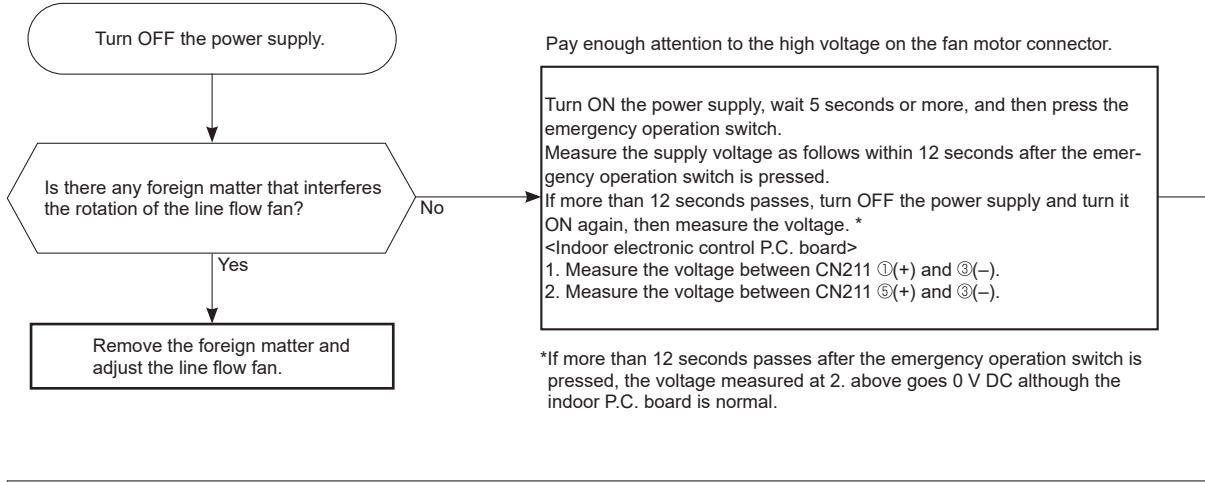 Turn OFF the power supply.
Is there any foreign matter that interferes
the rotation of the line flow fan?
No
Yes
Remove the foreign matter and
adjust the line flow fan.
Pay enough attention to the high voltage on the fan motor connector.
Turn ON the power supply, wait 5 seconds or more, and then press the
emergency operation switch.
Measure the supply voltage as follows within 12 seconds after the emer-
gency operation switch is pressed.
If more than 12 seconds passes, turn OFF the power supply and turn it
ON again, then measure the voltage. *
<Indoor electronic control P.C. board>
1. Measure the voltage between CN211 ①(+) and ③(–).
2. Measure the voltage between CN211 ⑤(+) and ③(–).
*If more than 12 seconds passes after the emergency operation switch is
pressed, the voltage measured at 2. above goes 0 V DC although the
indoor P.C. board is normal.